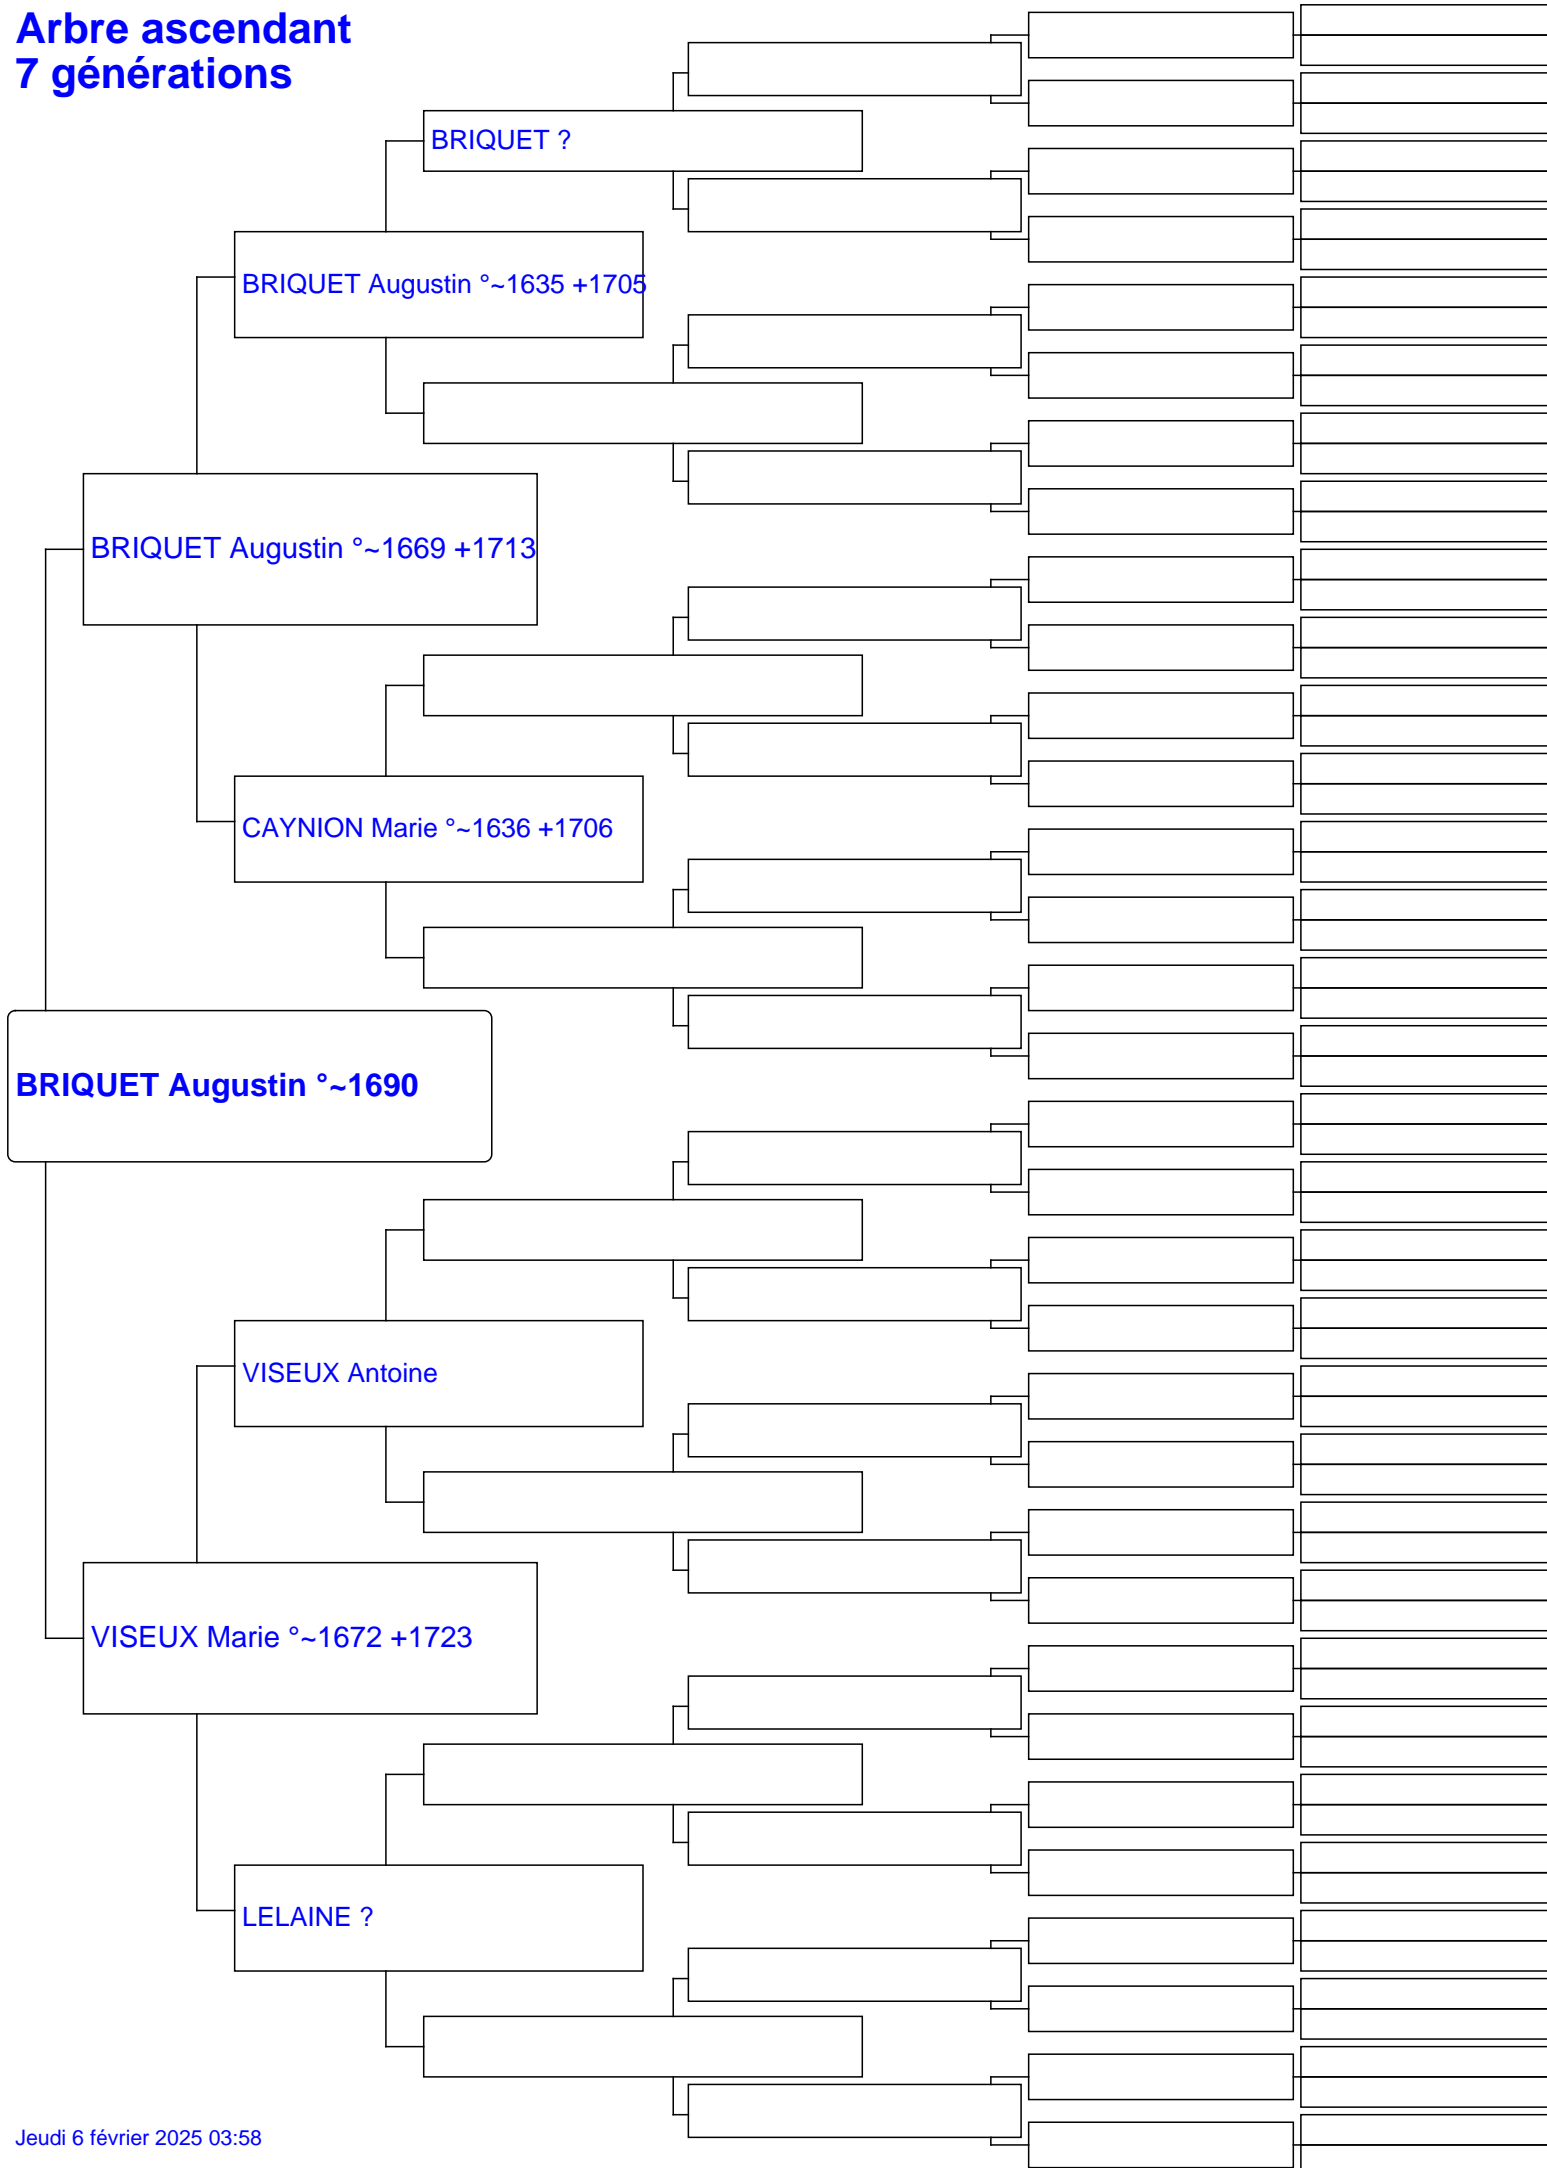 Arbre ascendant
7 générations
BRIQUET ?
BRIQUET Augustin °~1635 +1705
BRIQUET Augustin °~1669 +1713
CAYNION Marie °~1636 +1706
BRIQUET Augustin °~1690
VISEUX Antoine
VISEUX Marie °~1672 +1723
LELAINE ?
Jeudi 6 février 2025 03:58